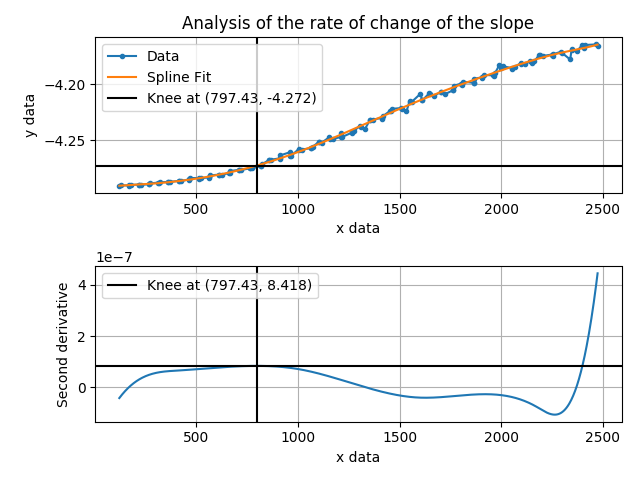 Analysis of the rate of change of the slope
Data
Spline Fit
Knee at (797.43, -4.272)
−4.20
−4.25
y data
500 1000 1500 2000 2500
x data
1e−7
Knee at (797.43, 8.418)
4
2
0
Second derivative
500 1000 1500 2000 2500
x data